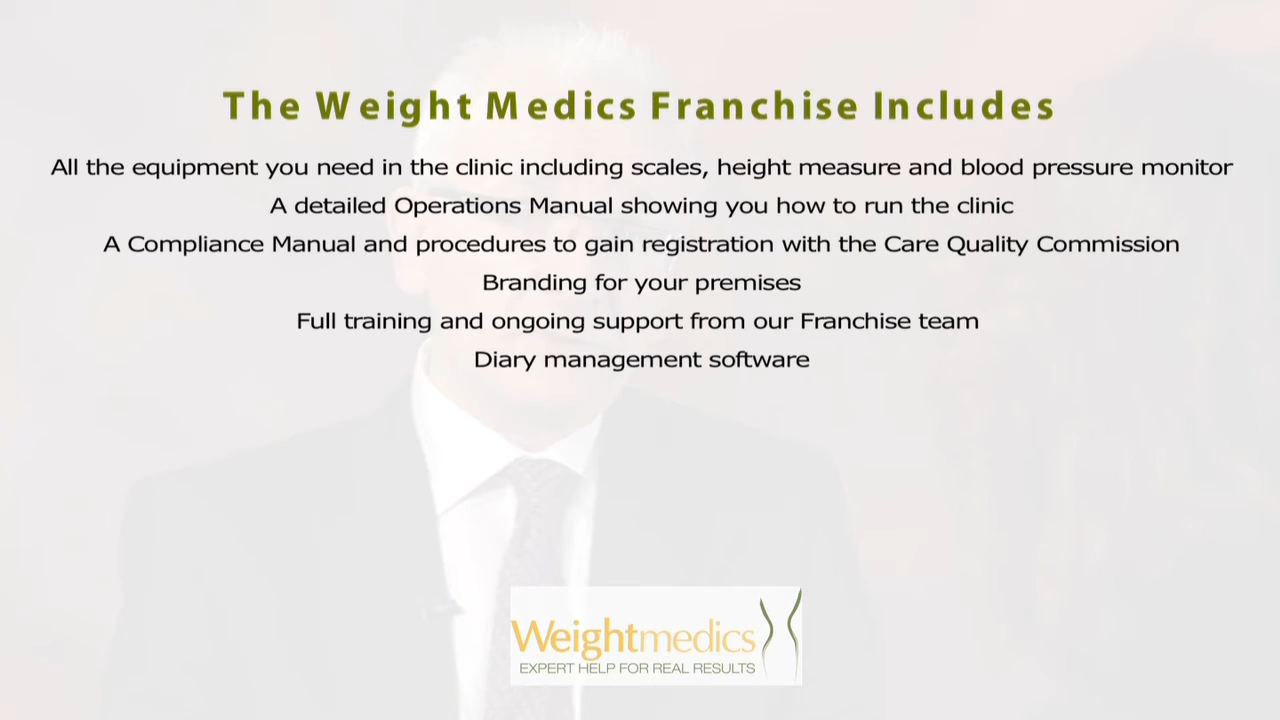 The Weight Medics Franchise Includes
All the equipment you need in the clinic including scales, height measure and blood pressure monitor
A detailed Operations Manual showing you how to run the clinic
A Compliance Manual and procedures to gain registration with the Care Quality Commission
Branding for your premises
Full training and ongoing support from our Franchise team
Diary management software
Weightmedics
EXPERT HELP FOR REAL RESULTS